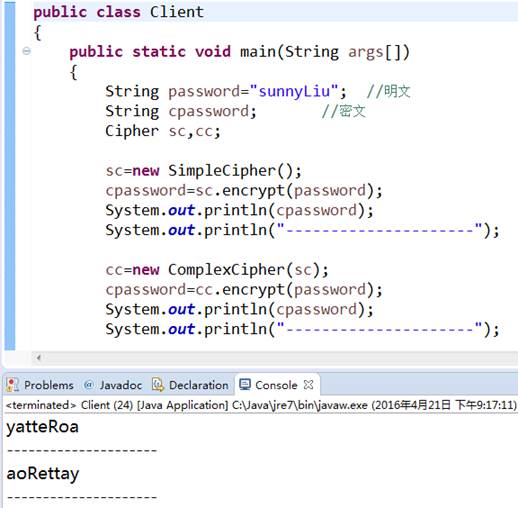 public class Client
{
public static void main(String args[])
{
String password="sunnyLiu"; //明文
String cpassword; //密文
Cipher sc,cc;
sc=new SimpleCipher();
cpassword=sc.encrypt(password);
System.out.println(cpassword);
System.out.println("---------------------");
cc=new ComplexCipher(sc);
cpassword=cc.encrypt(password);
System.out.println(cpassword);
System.out.println("---------------------");
Problems @ Javadoc Declaration Console
<terminated> Client (24) [Java Application] C:\Java\jre7\bin\javaw.exe (2016年4月21日 下午9:17:11)
yatteRoa
---------------------
aoRettay
---------------------